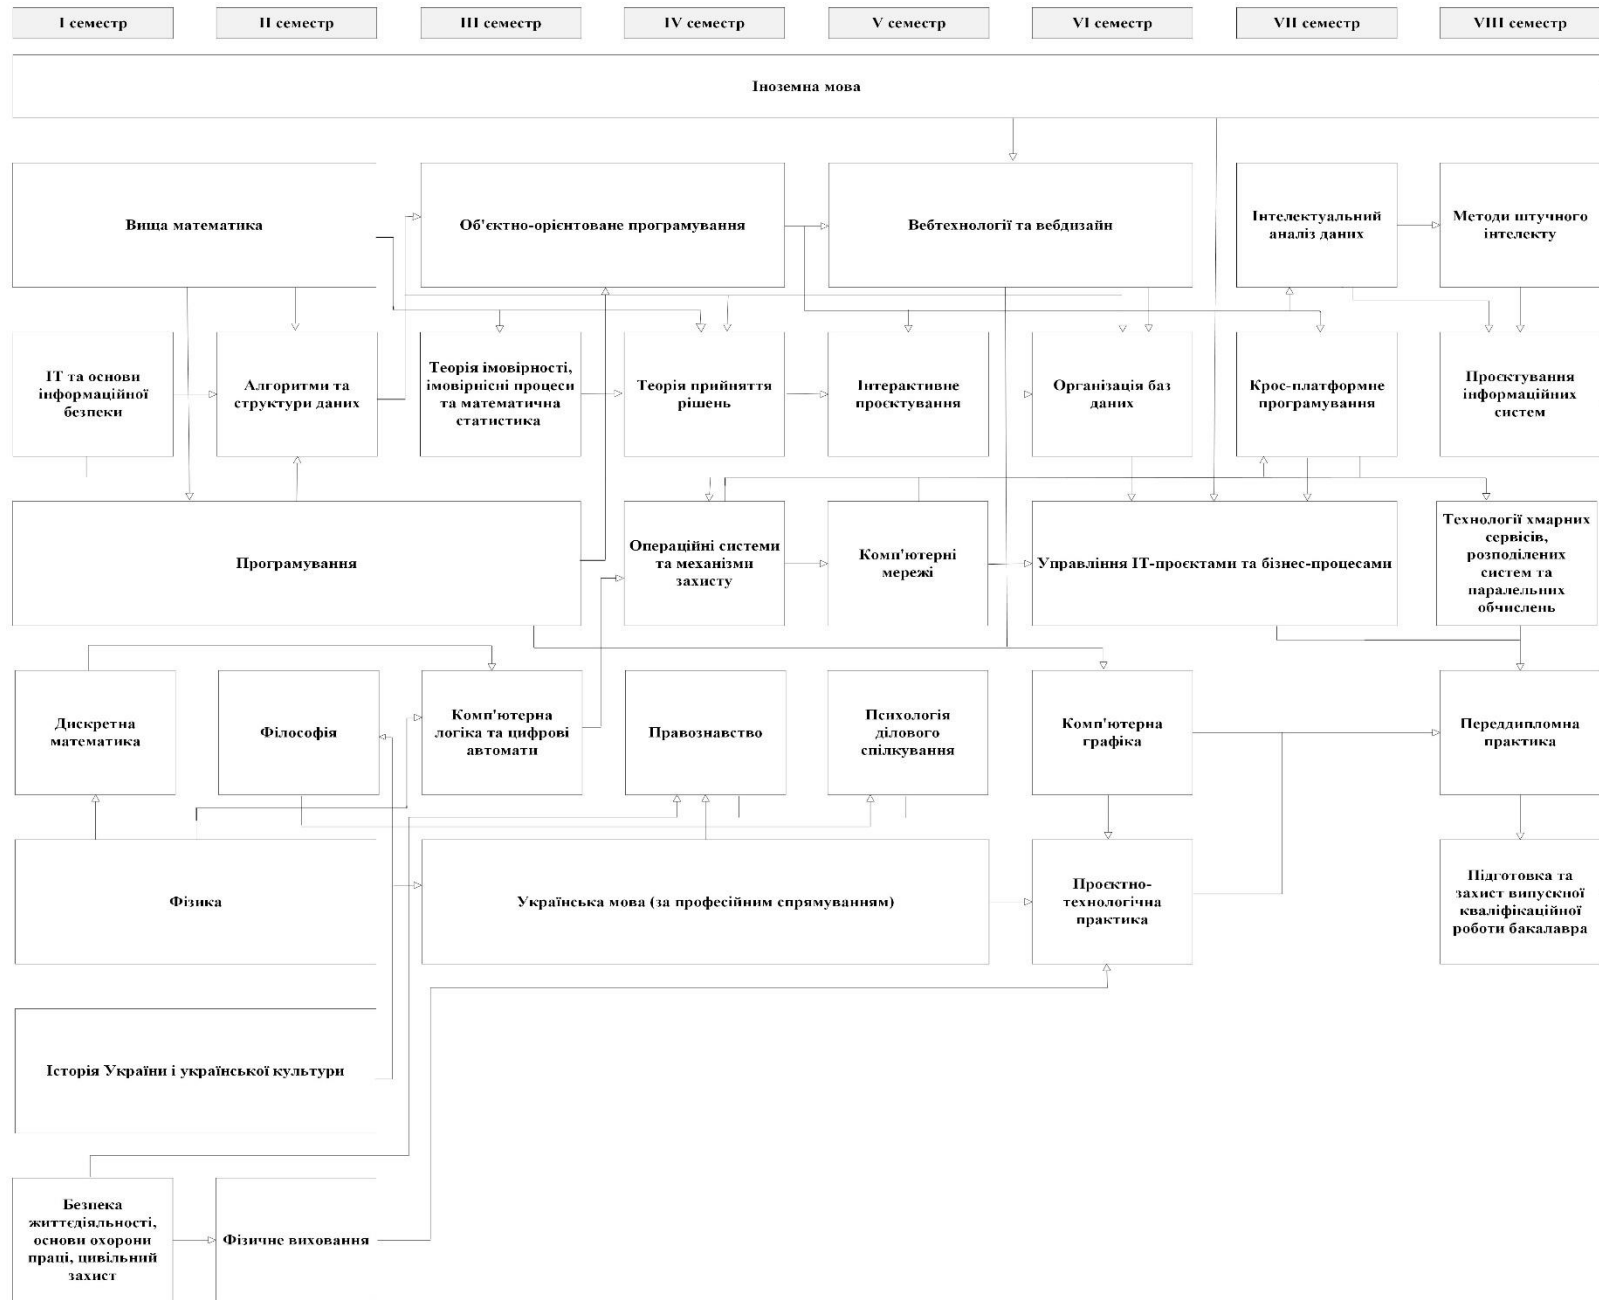 I семестр
II семестр
III семестр
IV семестр
V семестр
VI семестр
VII семестр
VIII семестр
Іноземна мова
Вища математика
Об'єктно-орієнтоване програмування
Вебтехнології та вебдизайн
Інтелектуальний
аналіз даних
Методи штучного
інтелекту
ІТ та основи
інформаційної
безпеки
Алгоритми та
структури даних
Теорія імовірності,
імовірнісні процеси
та математична
статистика
Теорія прийняття
рішень
Інтерактивне
проєктування
Організація баз
даних
Крос-платформне
програмування
Проєктування
інформаційних
систем
Програмування
Операційні системи
та механізми
захисту
Комп'ютерні
мережі
Управління ІТ-проєктами та бізнес-процесами
Технології хмарних
сервісів,
розподілених
систем та
паралельних
обчислень
Дискретна
математика
Філософія
Комп'ютерна
логіка та цифрові
автомати
Правознавство
Психологія
ділового
спілкування
Комп'ютерна
графіка
Переддипломна
практика
Фізика
Українська мова (за професійним спрямуванням)
Проєктно-
технологічна
практика
Підготовка та
захист випускної
кваліфікаційної
роботи бакалавра
Історія України і української культури
Безпека
життєдіяльності,
основи охорони
праці, цивільний
захист
Фізичне виховання